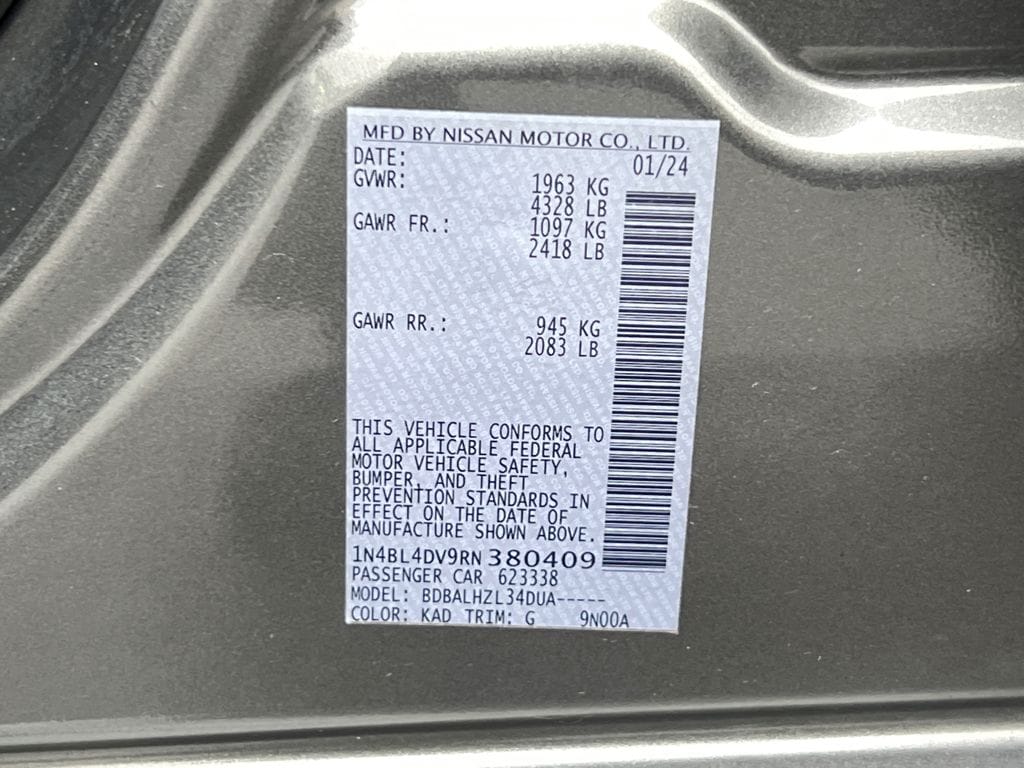 MFD BY NISSAN MOTOR CO., LTD.
DATE: 01/24
GVWR: 1963 KG
4328 LB
GAWR FR.: 1097 KG
2418 LB
GAWR RR.: 945 KG
2083 LB
THIS VEHICLE CONFORMS TO
ALL APPLICABLE FEDERAL
MOTOR VEHICLE SAFETY,
BUMPER, AND THEFT
PREVENTION STANDARDS IN
EFFECT ON THE DATE OF
MANUFACTURE SHOWN ABOVE.
1N4BL4DV9RN380409
PASSENGER CAR 623338
MODEL: BDBALHZL34DUA-----
COLOR: KAD TRIM: G 9N00A